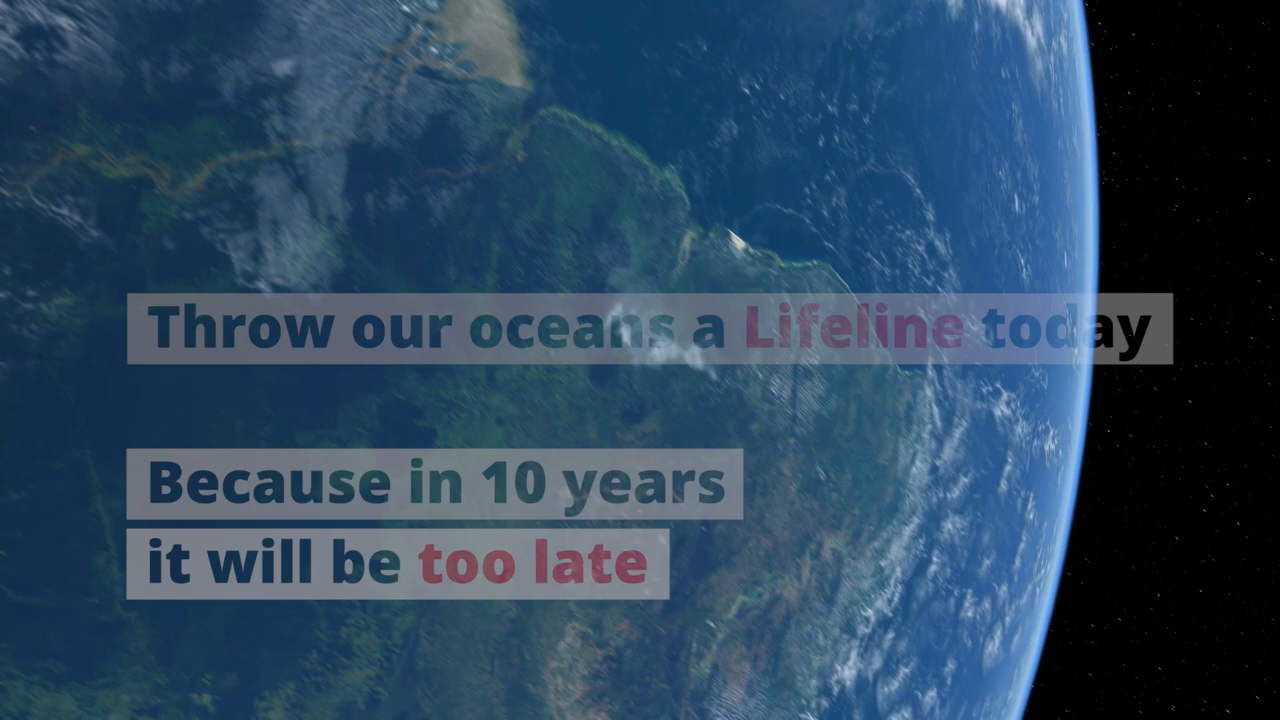 Throw our oceans a Lifeline today
Because in 10 years
it will be too late